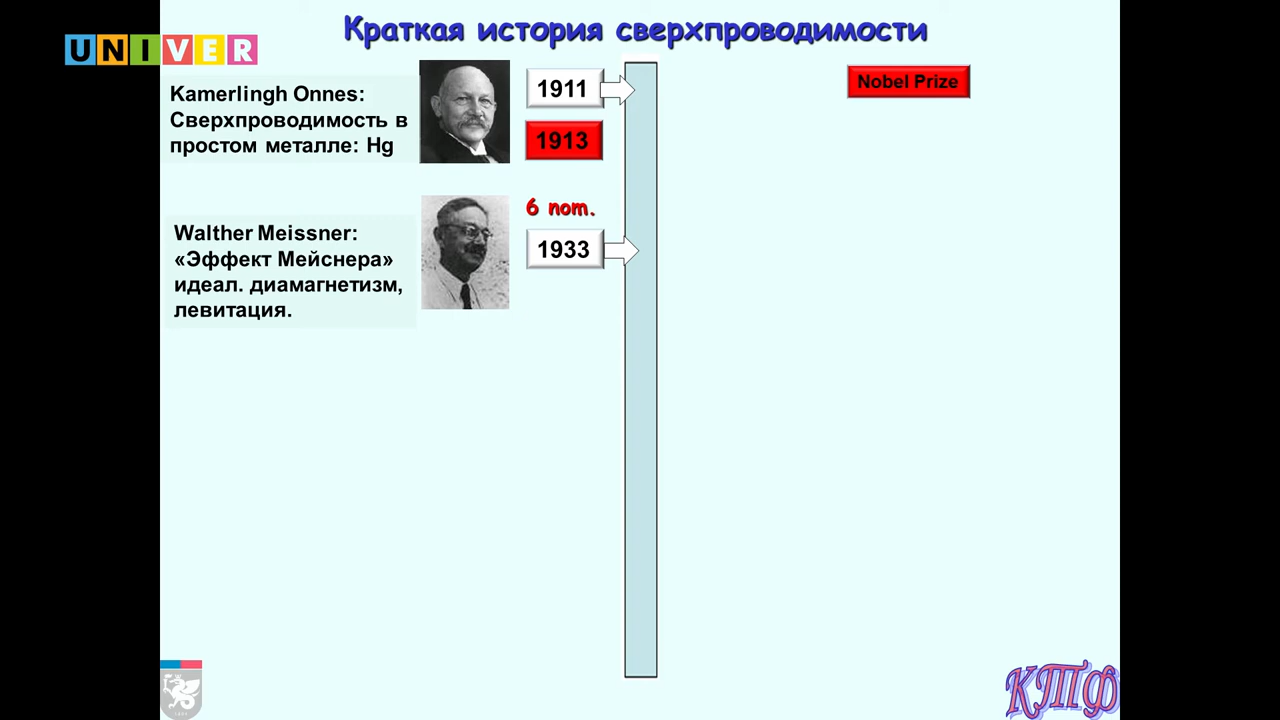 Краткая история сверхпроводимости
UNIVER
Nobel Prize
Kamerlingh Onnes:
Сверхпроводимость в
простом металле: Hg
1911
1913
6 пот.
Walther Meissner:
«Эффект Мейснера»
идеал. диамагнетизм,
левитация.
1933
КТФ